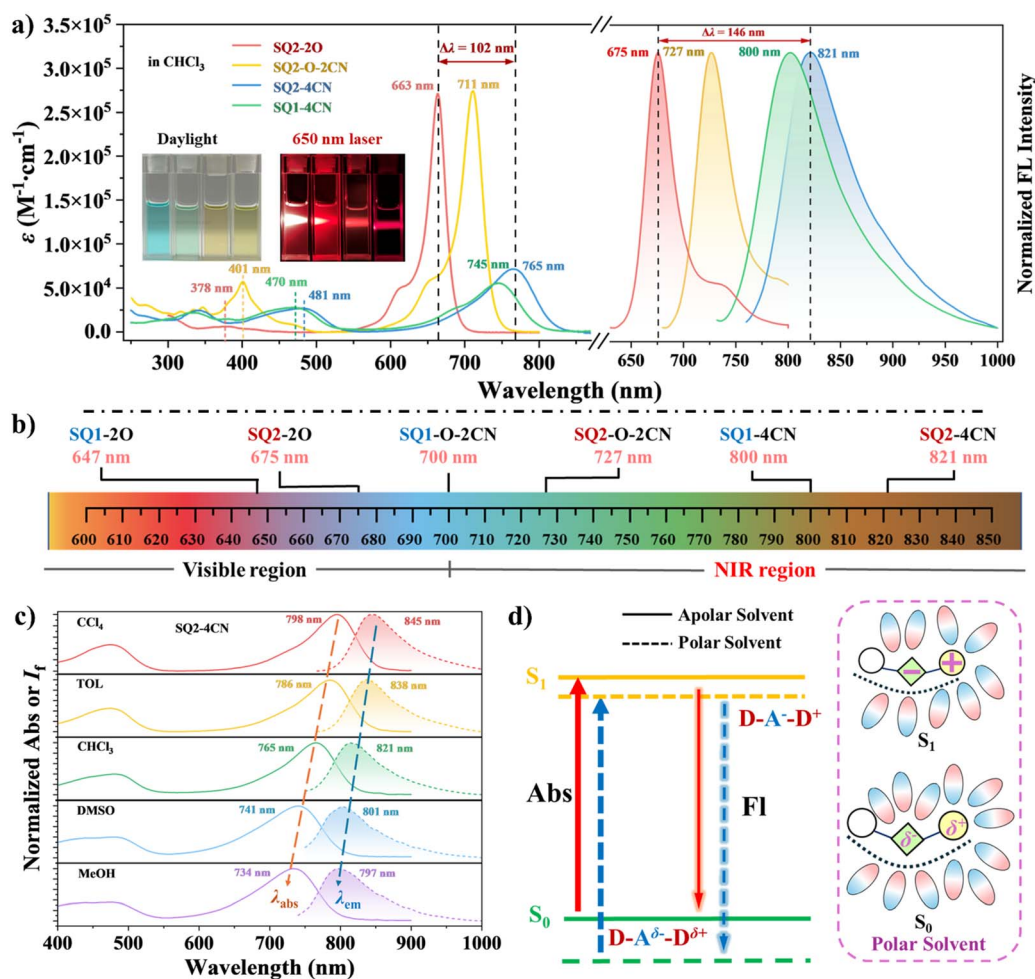 a)
3.5×10⁵
3.0×10⁵
2.5×10⁵
2.0×10⁵
1.5×10⁵
1.0×10⁵
5.0×10⁴
0.0
ε (M⁻¹·cm⁻¹)
in CHCl₃
SQ2-2O
SQ2-O-2CN
SQ2-4CN
SQ1-4CN
Daylight
650 nm laser
401 nm
378 nm
470 nm
481 nm
663 nm
Δλ = 102 nm
711 nm
745 nm
765 nm
Δλ = 146 nm
675 nm
727 nm
800 nm
821 nm
Normalized FL Intensity
300 400 500 600 700 800 650 700 750 800 850 900 950 1000
Wavelength (nm)
b)
SQ1-2O SQ2-2O SQ1-O-2CN SQ2-O-2CN SQ1-4CN SQ2-4CN
647 nm 675 nm 700 nm 727 nm 800 nm 821 nm
600 610 620 630 640 650 660 670 680 690 700 710 720 730 740 750 760 770 780 790 800 810 820 830 840 850
Visible region NIR region
c)
Normalized Abs or I_f
CCl₄
SQ2-4CN
798 nm
845 nm
TOL
786 nm
838 nm
CHCl₃
765 nm
821 nm
DMSO
741 nm
801 nm
MeOH
734 nm
797 nm
λabs
λem
400 500 600 700 800 900 1000
Wavelength (nm)
d)
Apolar Solvent
Polar Solvent
S₁
D-A⁻-D⁺
Abs
Fl
S₀
D-Aᵟ⁻-Dᵟ⁺
− +
S₁
δ⁻ δ⁺
S₀
Polar Solvent